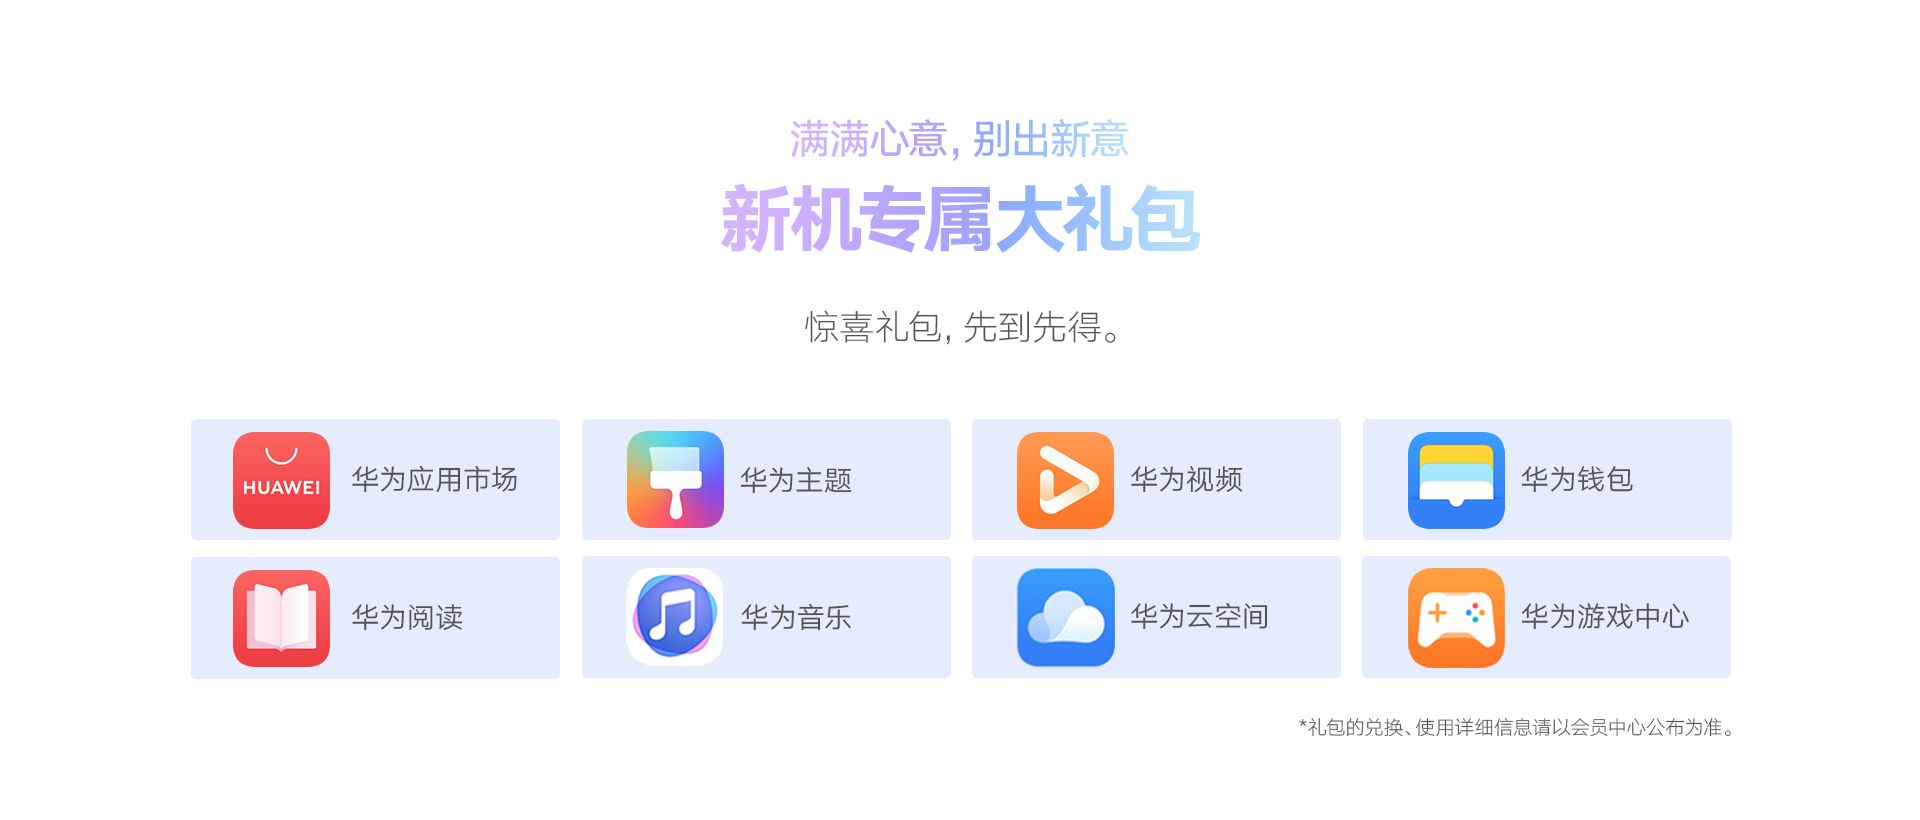 满满心意，别出新意
新机专属大礼包
惊喜礼包，先到先得。
HUAWEI
华为应用市场
华为主题
华为视频
华为钱包
华为阅读
华为音乐
华为云空间
华为游戏中心
*礼包的兑换、使用详细信息请以会员中心公布为准。